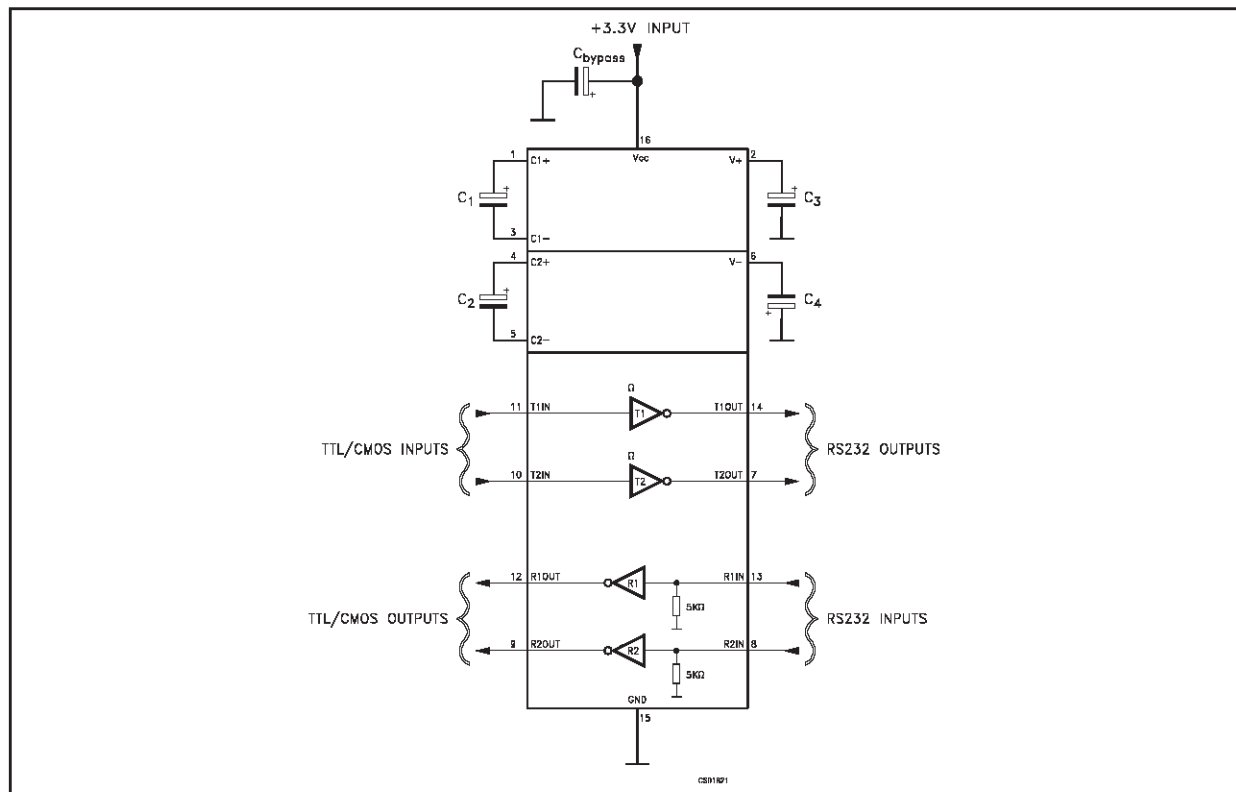 +3.3V INPUT
Cbypass
+
16
Vcc
1 C1+
V+ 2
C1 +
+ C3
3 C1-
4 C2+
V- 6
C2 +
+ C4
5 C2-
Ω
11 T1IN T1 T1OUT 14
TTL/CMOS INPUTS
RS232 OUTPUTS
Ω
10 T2IN T2 T2OUT 7
12 R1OUT R1 R1IN 13
5KΩ
TTL/CMOS OUTPUTS
RS232 INPUTS
9 R2OUT R2 R2IN 8
5KΩ
GND
15
CS01821